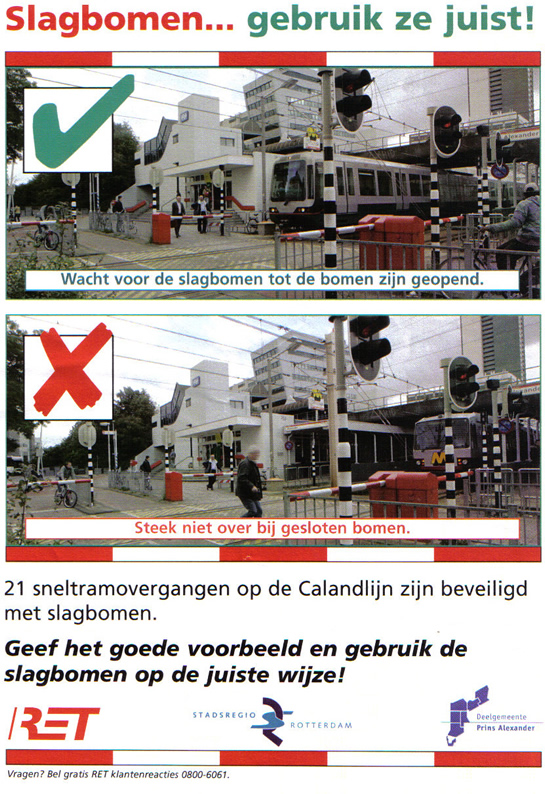 Slagbomen... gebruik ze juist!
Alexander
Wacht voor de slagbomen tot de bomen zijn geopend.
Steek niet over bij gesloten bomen.
21 sneltramovergangen op de Calandlijn zijn beveiligd
met slagbomen.
Geef het goede voorbeeld en gebruik de
slagbomen op de juiste wijze!
RET
STADSREGIO
ROTTERDAM
Deelgemeente
Prins Alexander
Vragen? Bel gratis RET klantenreacties 0800-6061.